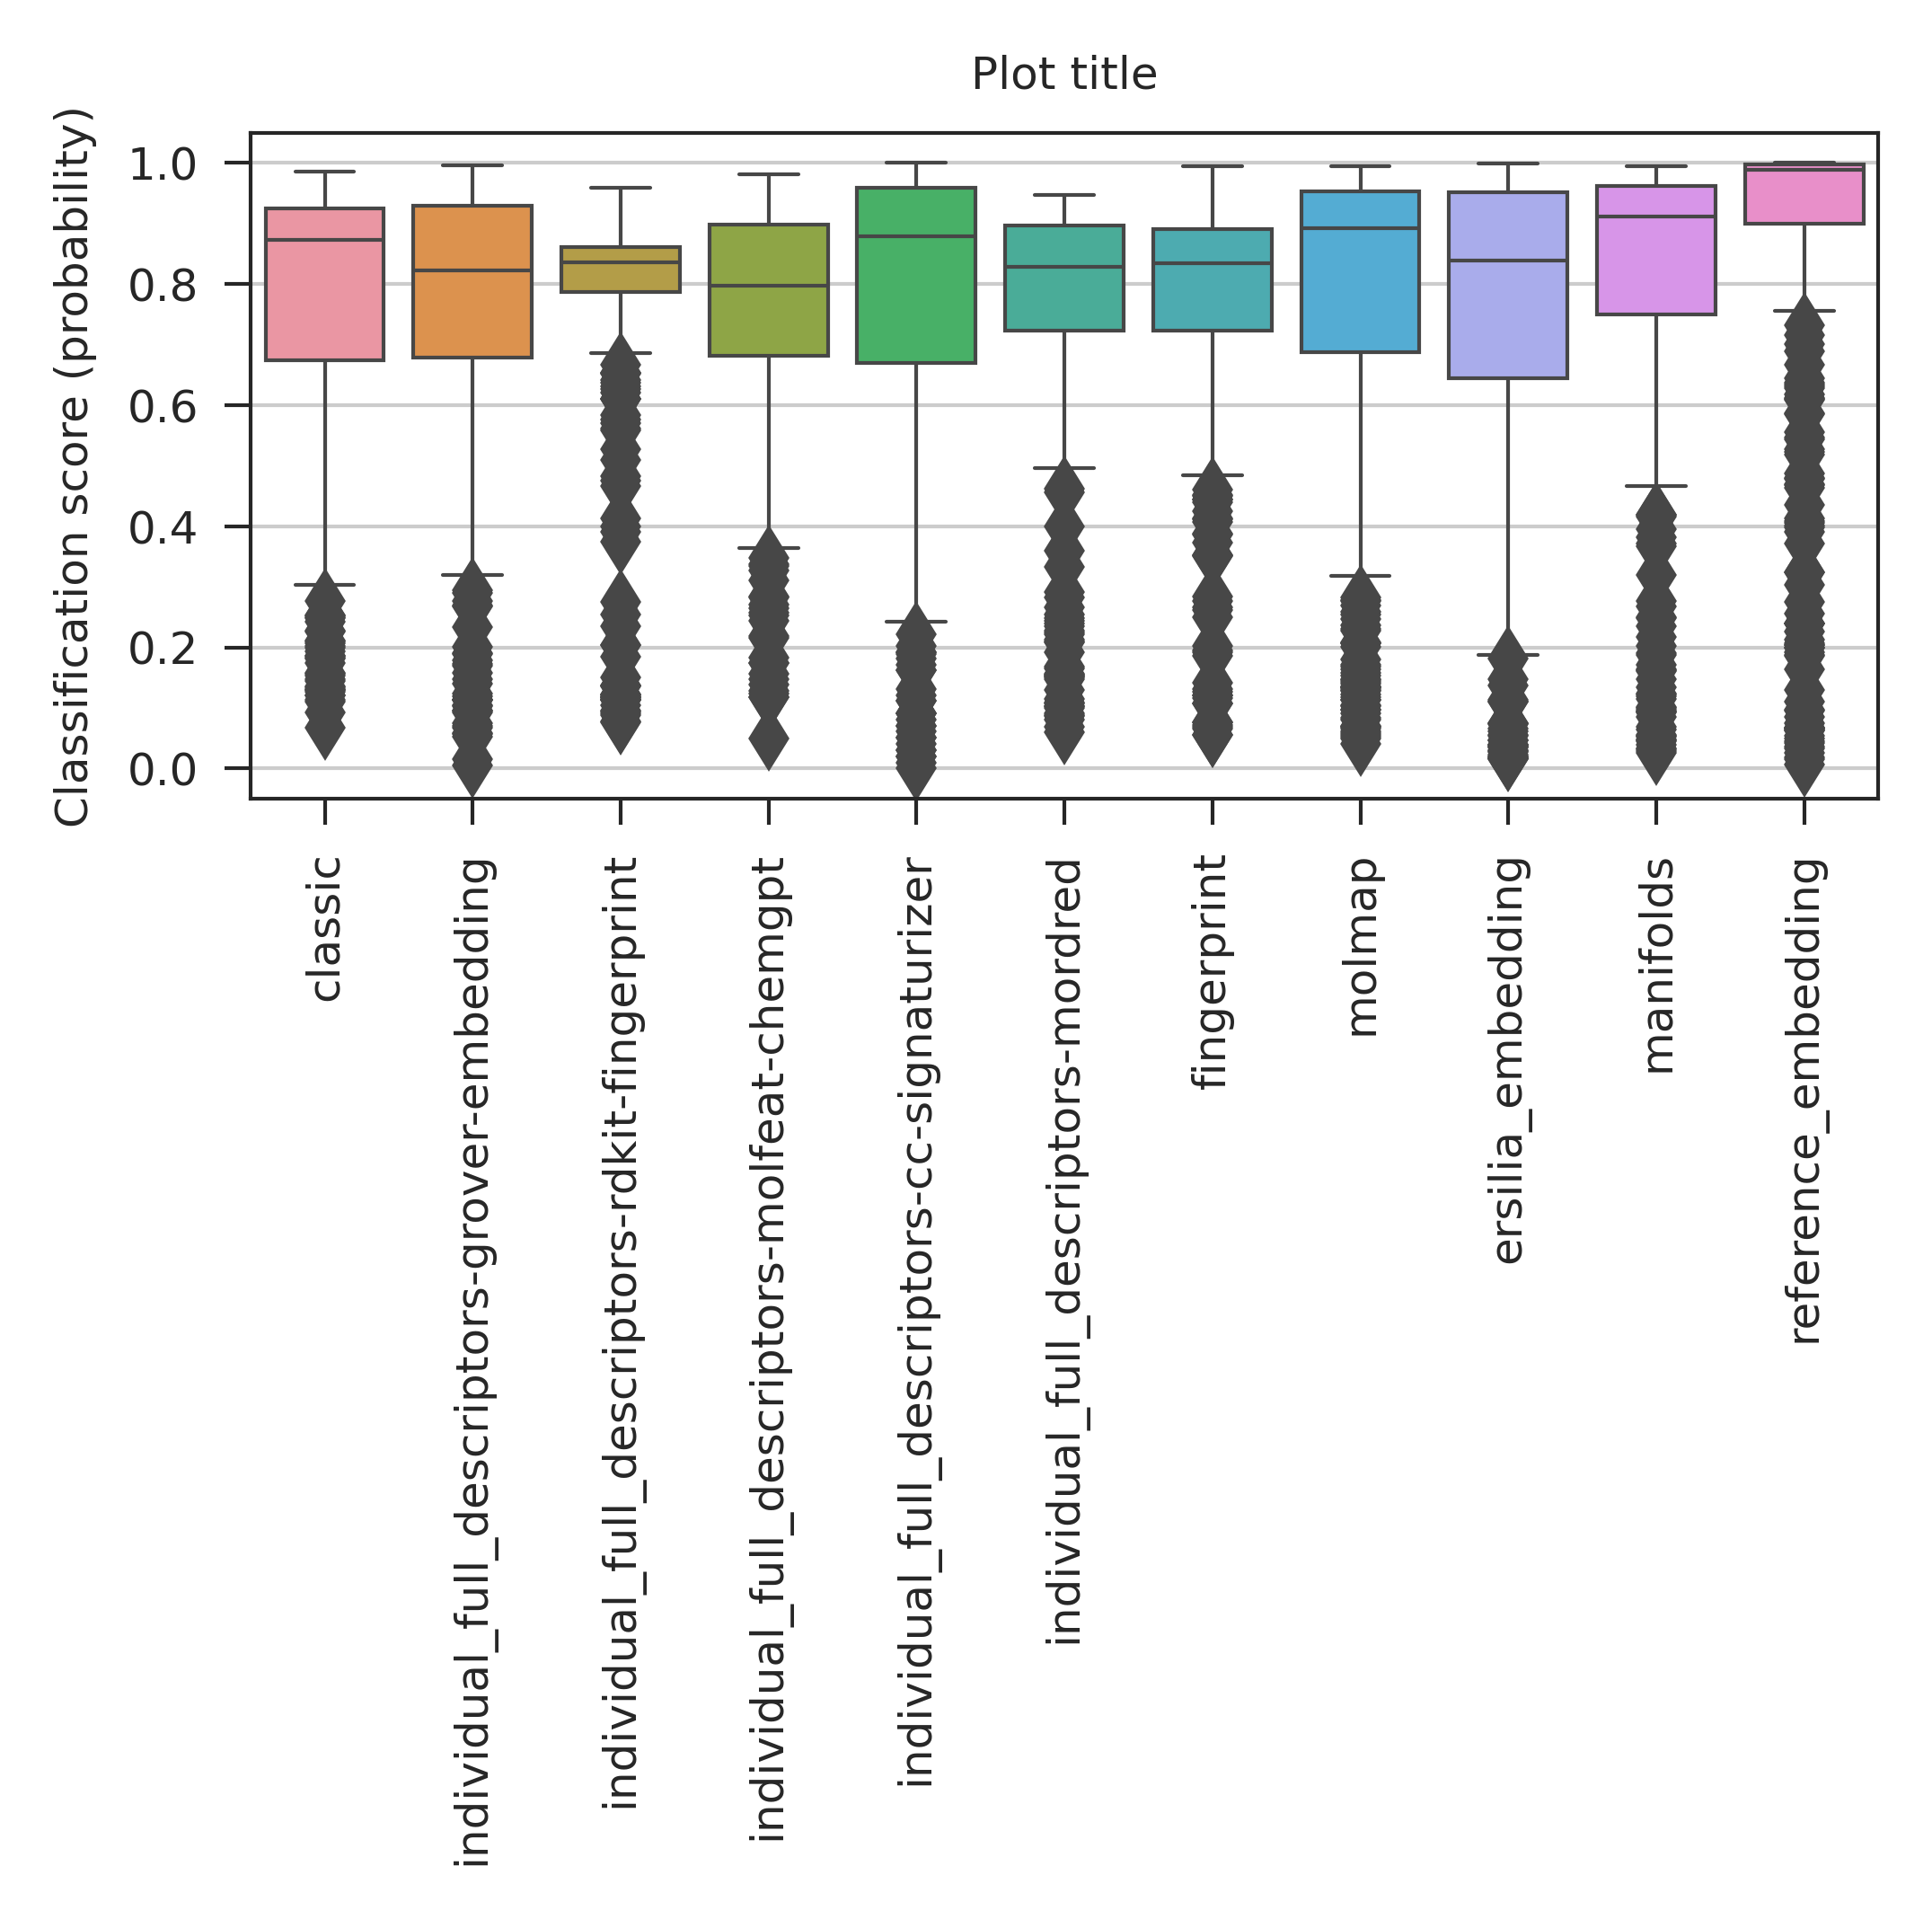 Plot title
Classification score (probability)
1.0
0.8
0.6
0.4
0.2
0.0
classic
individual_full_descriptors-grover-embedding
individual_full_descriptors-rdkit-fingerprint
individual_full_descriptors-molfeat-chemgpt
individual_full_descriptors-cc-signaturizer
individual_full_descriptors-mordred
fingerprint
molmap
ersilia_embedding
manifolds
reference_embedding